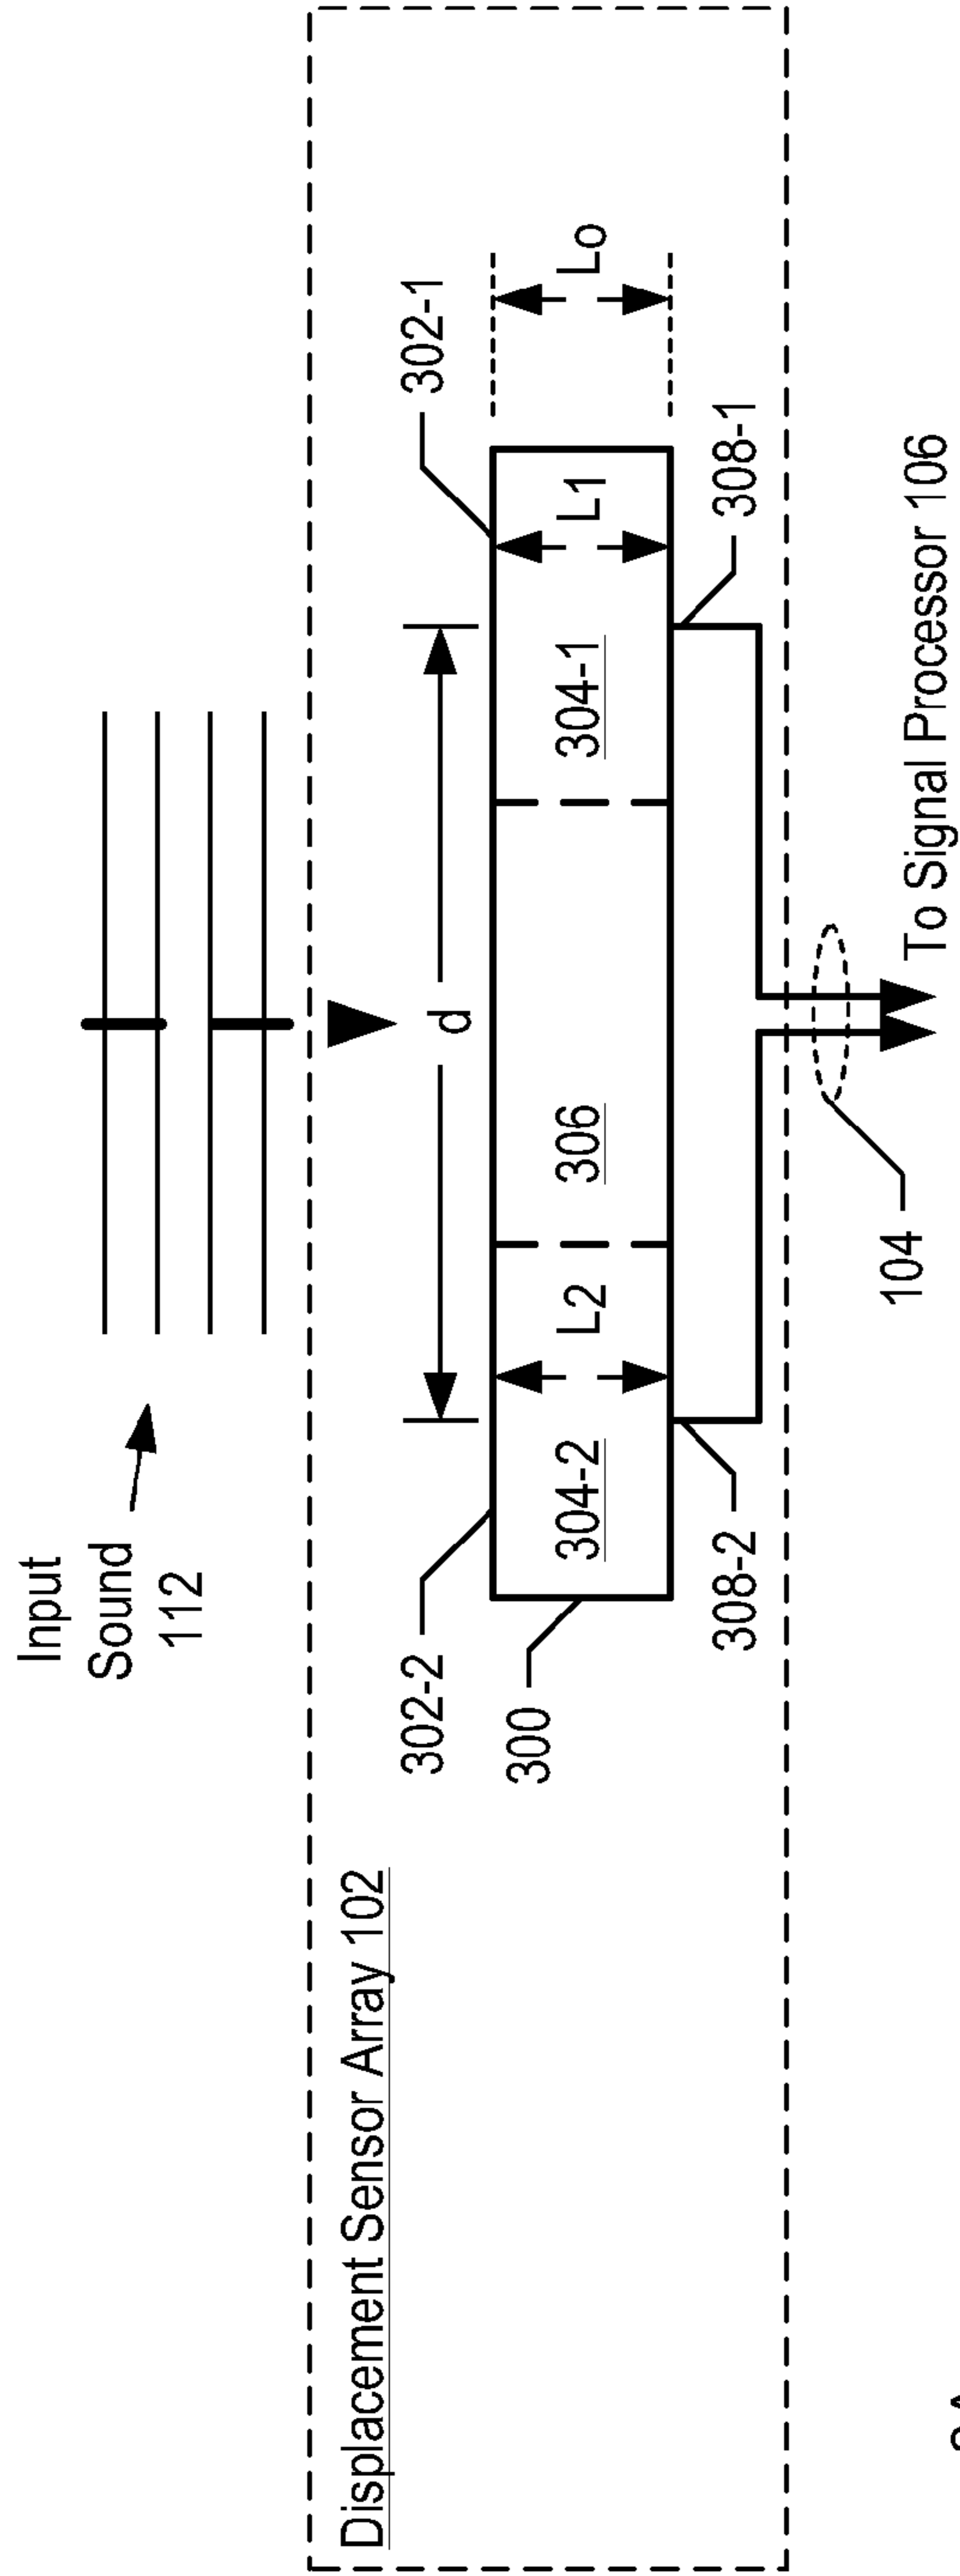 Input
Sound
112
Displacement Sensor Array 102
302-2
302-1
d
300
304-2
L2
306
304-1
L1
Lo
308-2
308-1
104
To Signal Processor 106